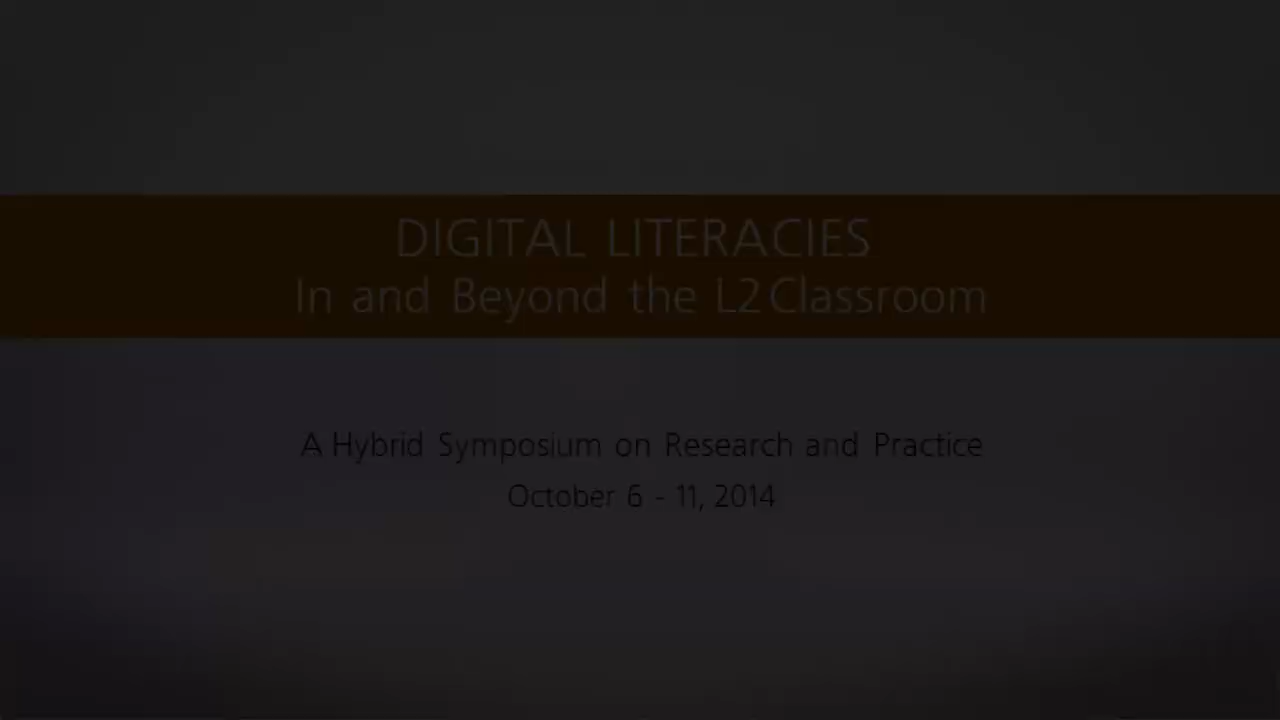 DIGITAL LITERACIES
In and Beyond the L2 Classroom
A Hybrid Symposium on Research and Practice
October 6 - 11, 2014